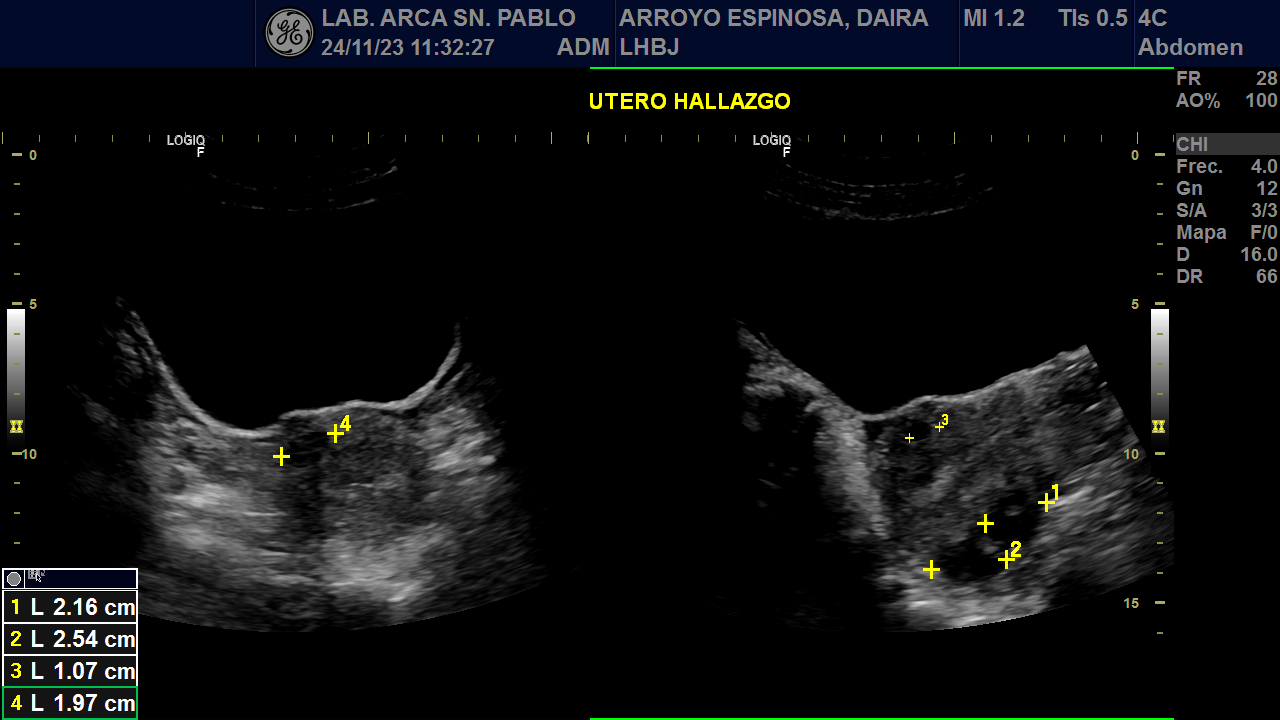 LAB. ARCA SN. PABLO
24/11/23 11:32:27 ADM
ARROYO ESPINOSA, DAIRA
LHBJ
MI 1.2 TIs 0.5
4C
Abdomen
UTERO HALLAZGO
FR 28
AO% 100
CHI
Frec. 4.0
Gn 12
S/A 3/3
Mapa F/0
D 16.0
DR 66
LOGIQ
F
LOGIQ
F
0
5
10
0
5
10
15
4
3
1
2
1 L 2.16 cm
2 L 2.54 cm
3 L 1.07 cm
4 L 1.97 cm